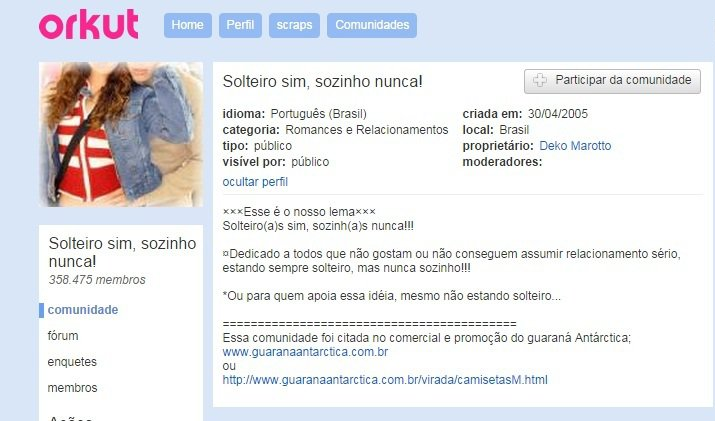 orkut
Home
Perfil
scraps
Comunidades
Solteiro sim, sozinho nunca!
Participar da comunidade
idioma: Português (Brasil)
criada em: 30/04/2005
categoria: Romances e Relacionamentos
local: Brasil
tipo: público
proprietário: Deko Marotto
visível por: público
moderadores:
ocultar perfil
×××Esse é o nosso lema×××
Solteiro(a)s sim, sozinh(a)s nunca!!!
¤Dedicado a todos que não gostam ou não conseguem assumir relacionamento sério,
estando sempre solteiro, mas nunca sozinho!!!
*Ou para quem apoia essa idéia, mesmo não estando solteiro...
==========================================
Essa comunidade foi citada no comercial e promoção do guaraná Antárctica;
www.guaranaantarctica.com.br
ou
http://www.guaranaantarctica.com.br/virada/camisetasM.html
Solteiro sim, sozinho
nunca!
358.475 membros
comunidade
fórum
enquetes
membros
Ações